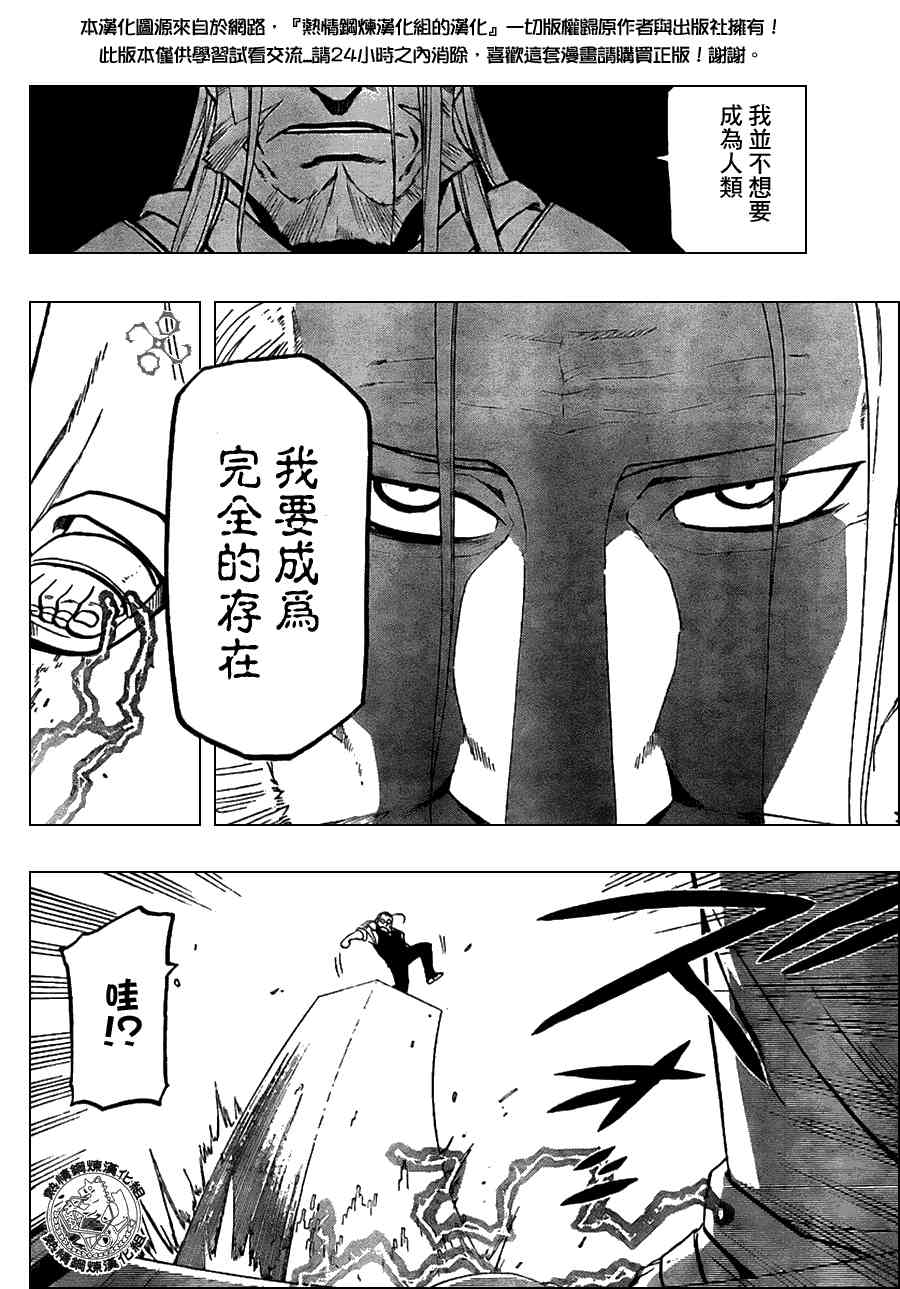 本漢化圖源來自於網路，『熱情鋼煉漢化組的漢化』一切版權歸原作者與出版社擁有！
此版本僅供學習試看交流_請24小時之內消除，喜歡這套漫畫請購買正版！謝謝。
我並不想要
成為人類
我要成爲
完全的存在
哇!?
熱情鋼煉漢化組
熱情鋼煉漢化組